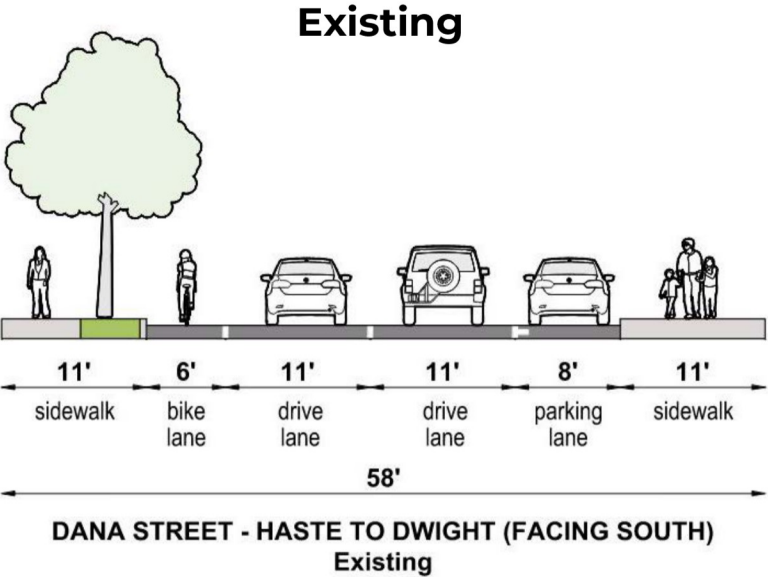 Existing
11' 6' 11' 11' 8' 11'
sidewalk bike lane drive lane drive lane parking lane sidewalk
58'
DANA STREET - HASTE TO DWIGHT (FACING SOUTH)
Existing